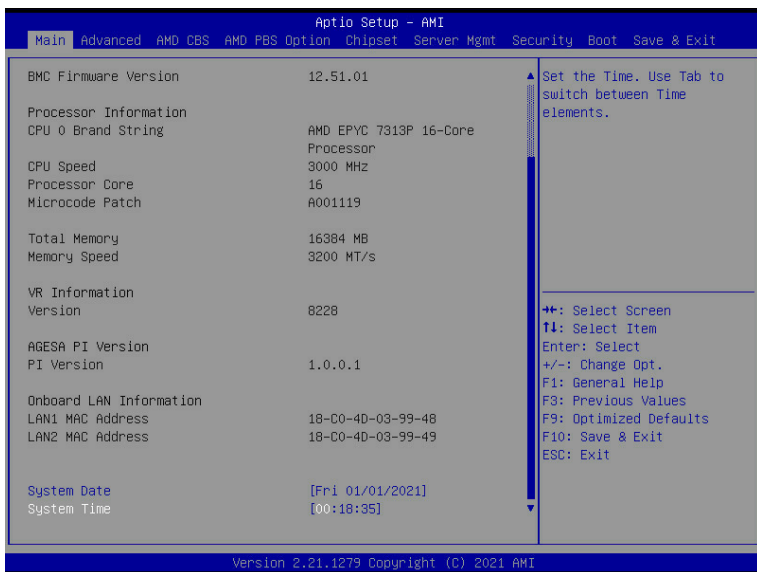 Aptio Setup - AMI
Main Advanced AMD CBS AMD PBS Option Chipset Server Mgmt Security Boot Save & Exit
BMC Firmware Version 12.51.01
Processor Information
CPU 0 Brand String AMD EPYC 7313P 16-Core
Processor
CPU Speed 3000 MHz
Processor Core 16
Microcode Patch A001119
Total Memory 16384 MB
Memory Speed 3200 MT/s
VR Information
Version 8228
AGESA PI Version
PI Version 1.0.0.1
Onboard LAN Information
LAN1 MAC Address 18-C0-4D-03-99-48
LAN2 MAC Address 18-C0-4D-03-99-49
System Date [Fri 01/01/2021]
System Time [00:18:35]
Set the Time. Use Tab to
switch between Time
elements.
→←: Select Screen
↑↓: Select Item
Enter: Select
+/-: Change Opt.
F1: General Help
F3: Previous Values
F9: Optimized Defaults
F10: Save & Exit
ESC: Exit
Version 2.21.1279 Copyright (C) 2021 AMI